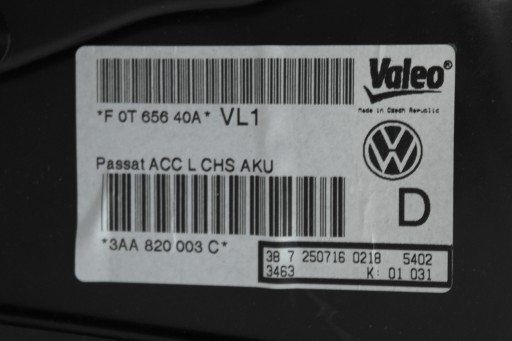 Valeo®
Made in Czech Republic
*F 0T 656 40A* VL1
Passat ACC L CHS AKU
D
*3AA 820 003 C*
38 7 250716 0218 5402
3463 K: 01 031